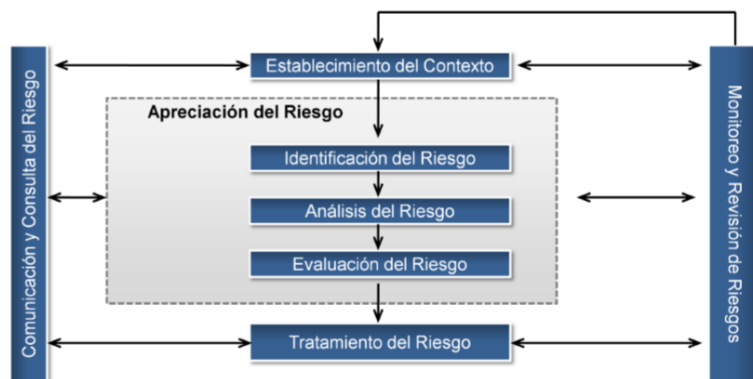 Comunicación y Consulta del Riesgo
Establecimiento del Contexto
Apreciación del Riesgo
Identificación del Riesgo
Análisis del Riesgo
Evaluación del Riesgo
Tratamiento del Riesgo
Monitoreo y Revisión de Riesgos